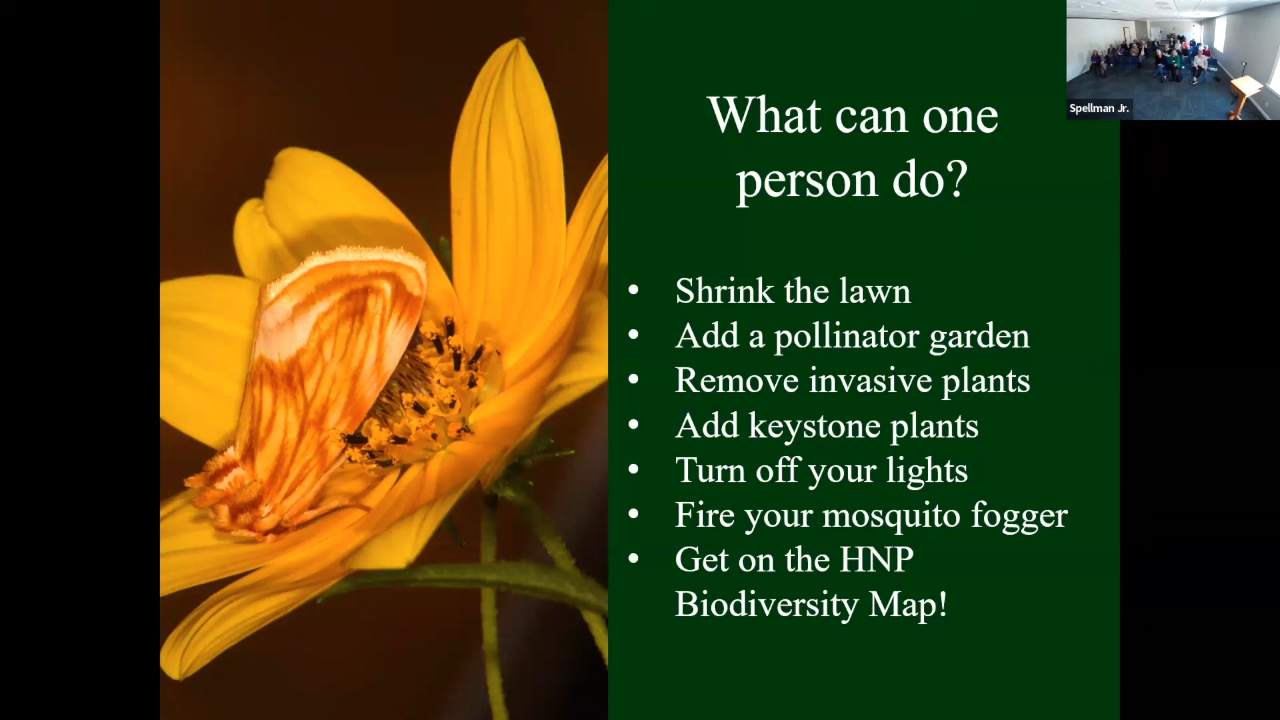 What can one
person do?
• Shrink the lawn
• Add a pollinator garden
• Remove invasive plants
• Add keystone plants
• Turn off your lights
• Fire your mosquito fogger
• Get on the HNP
Biodiversity Map!
Spellman Jr.